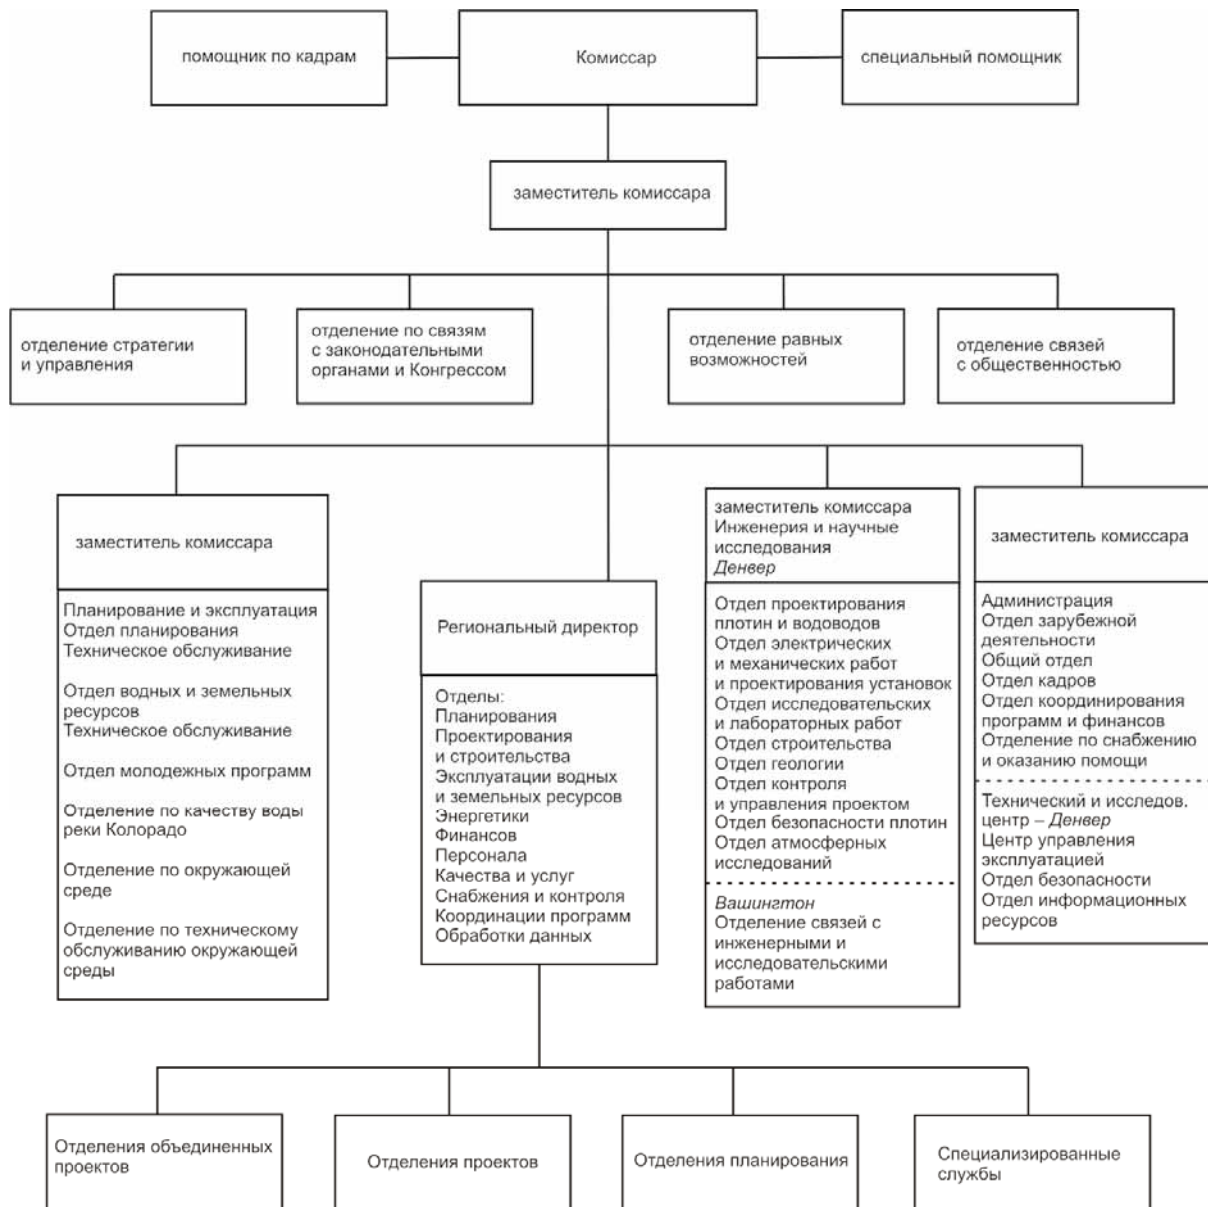 помощник по кадрам
Комиссар
специальный помощник
заместитель комиссара
отделение стратегии
и управления
отделение по связям
с законодательными
органами и Конгрессом
отделение равных
возможностей
отделение связей
с общественностью
заместитель комиссара
Планирование и эксплуатация
Отдел планирования
Техническое обслуживание
Отдел водных и земельных
ресурсов
Техническое обслуживание
Отдел молодежных программ
Отделение по качеству воды
реки Колорадо
Отделение по окружающей
среде
Отделение по техническому
обслуживанию окружающей
среды
Региональный директор
Отделы:
Планирования
Проектирования
и строительства
Эксплуатации водных
и земельных ресурсов
Энергетики
Финансов
Персонала
Качества и услуг
Снабжения и контроля
Координации программ
Обработки данных
заместитель комиссара
Инженерия и научные
исследования
Денвер
Отдел проектирования
плотин и водоводов
Отдел электрических
и механических работ
и проектирования установок
Отдел исследовательских
и лабораторных работ
Отдел строительства
Отдел геологии
Отдел контроля
и управления проектом
Отдел безопасности плотин
Отдел атмосферных
исследований
Вашингтон
Отделение связей с
инженерными и
исследовательскими
работами
заместитель комиссара
Администрация
Отдел зарубежной
деятельности
Общий отдел
Отдел кадров
Отдел координирования
программ и финансов
Отделение по снабжению
и оказанию помощи
Технический и исследов.
центр – Денвер
Центр управления
эксплуатацией
Отдел безопасности
Отдел информационных
ресурсов
Отделения объединенных
проектов
Отделения проектов
Отделения планирования
Специализированные
службы